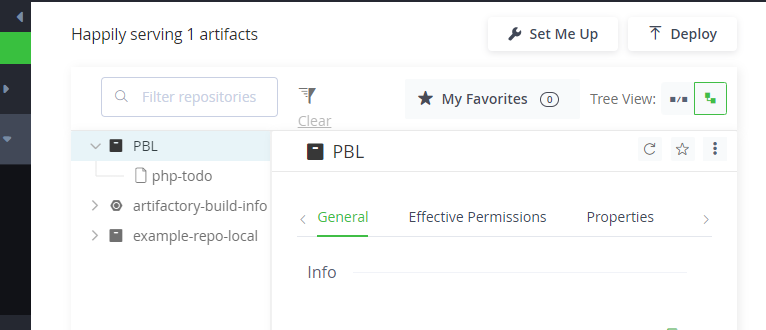 Happily serving 1 artifacts
Set Me Up
Deploy
Filter repositories
Clear
My Favorites
0
Tree View:
PBL
php-todo
artifactory-build-info
example-repo-local
PBL
General
Effective Permissions
Properties
Info